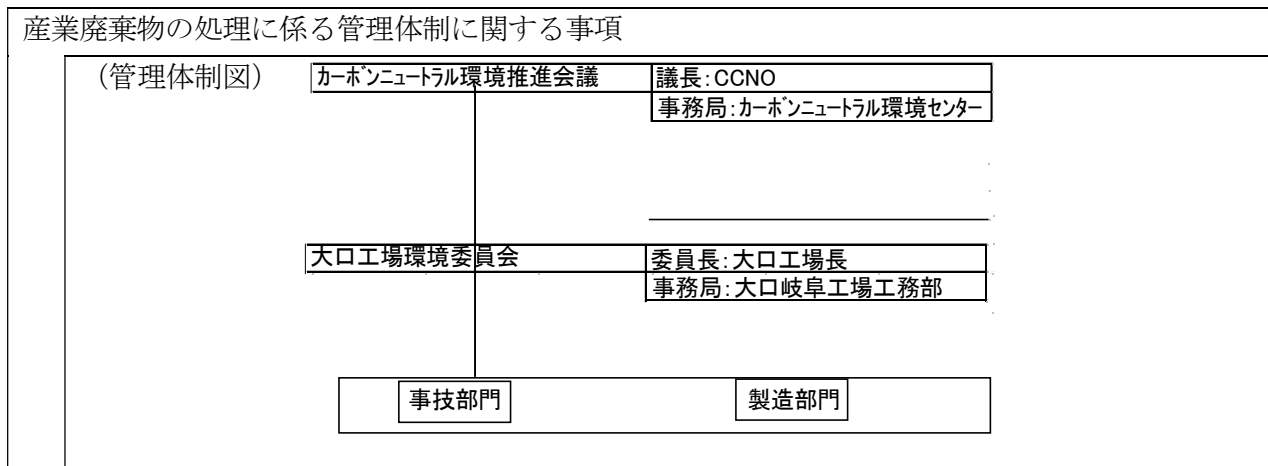 産業廃棄物の処理に係る管理体制に関する事項
（管理体制図）
ｶｰﾎﾞﾝﾆｭｰﾄﾗﾙ環境推進会議
議長:CCNO
事務局:ｶｰﾎﾞﾝﾆｭｰﾄﾗﾙ環境ｾﾝﾀｰ
大口工場環境委員会
委員長:大口工場長
事務局:大口岐阜工場工務部
事技部門
製造部門